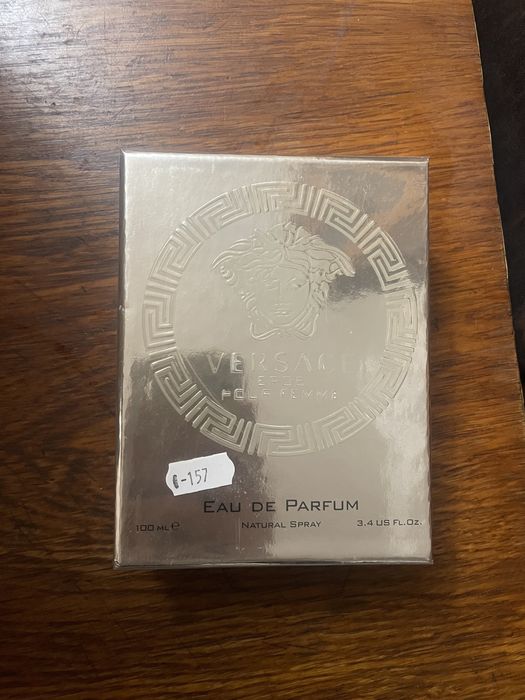 VERSACE
EROS
POUR FEMME
-157
EAU DE PARFUM
100 ML ℮
NATURAL SPRAY
3.4 US FL.OZ.